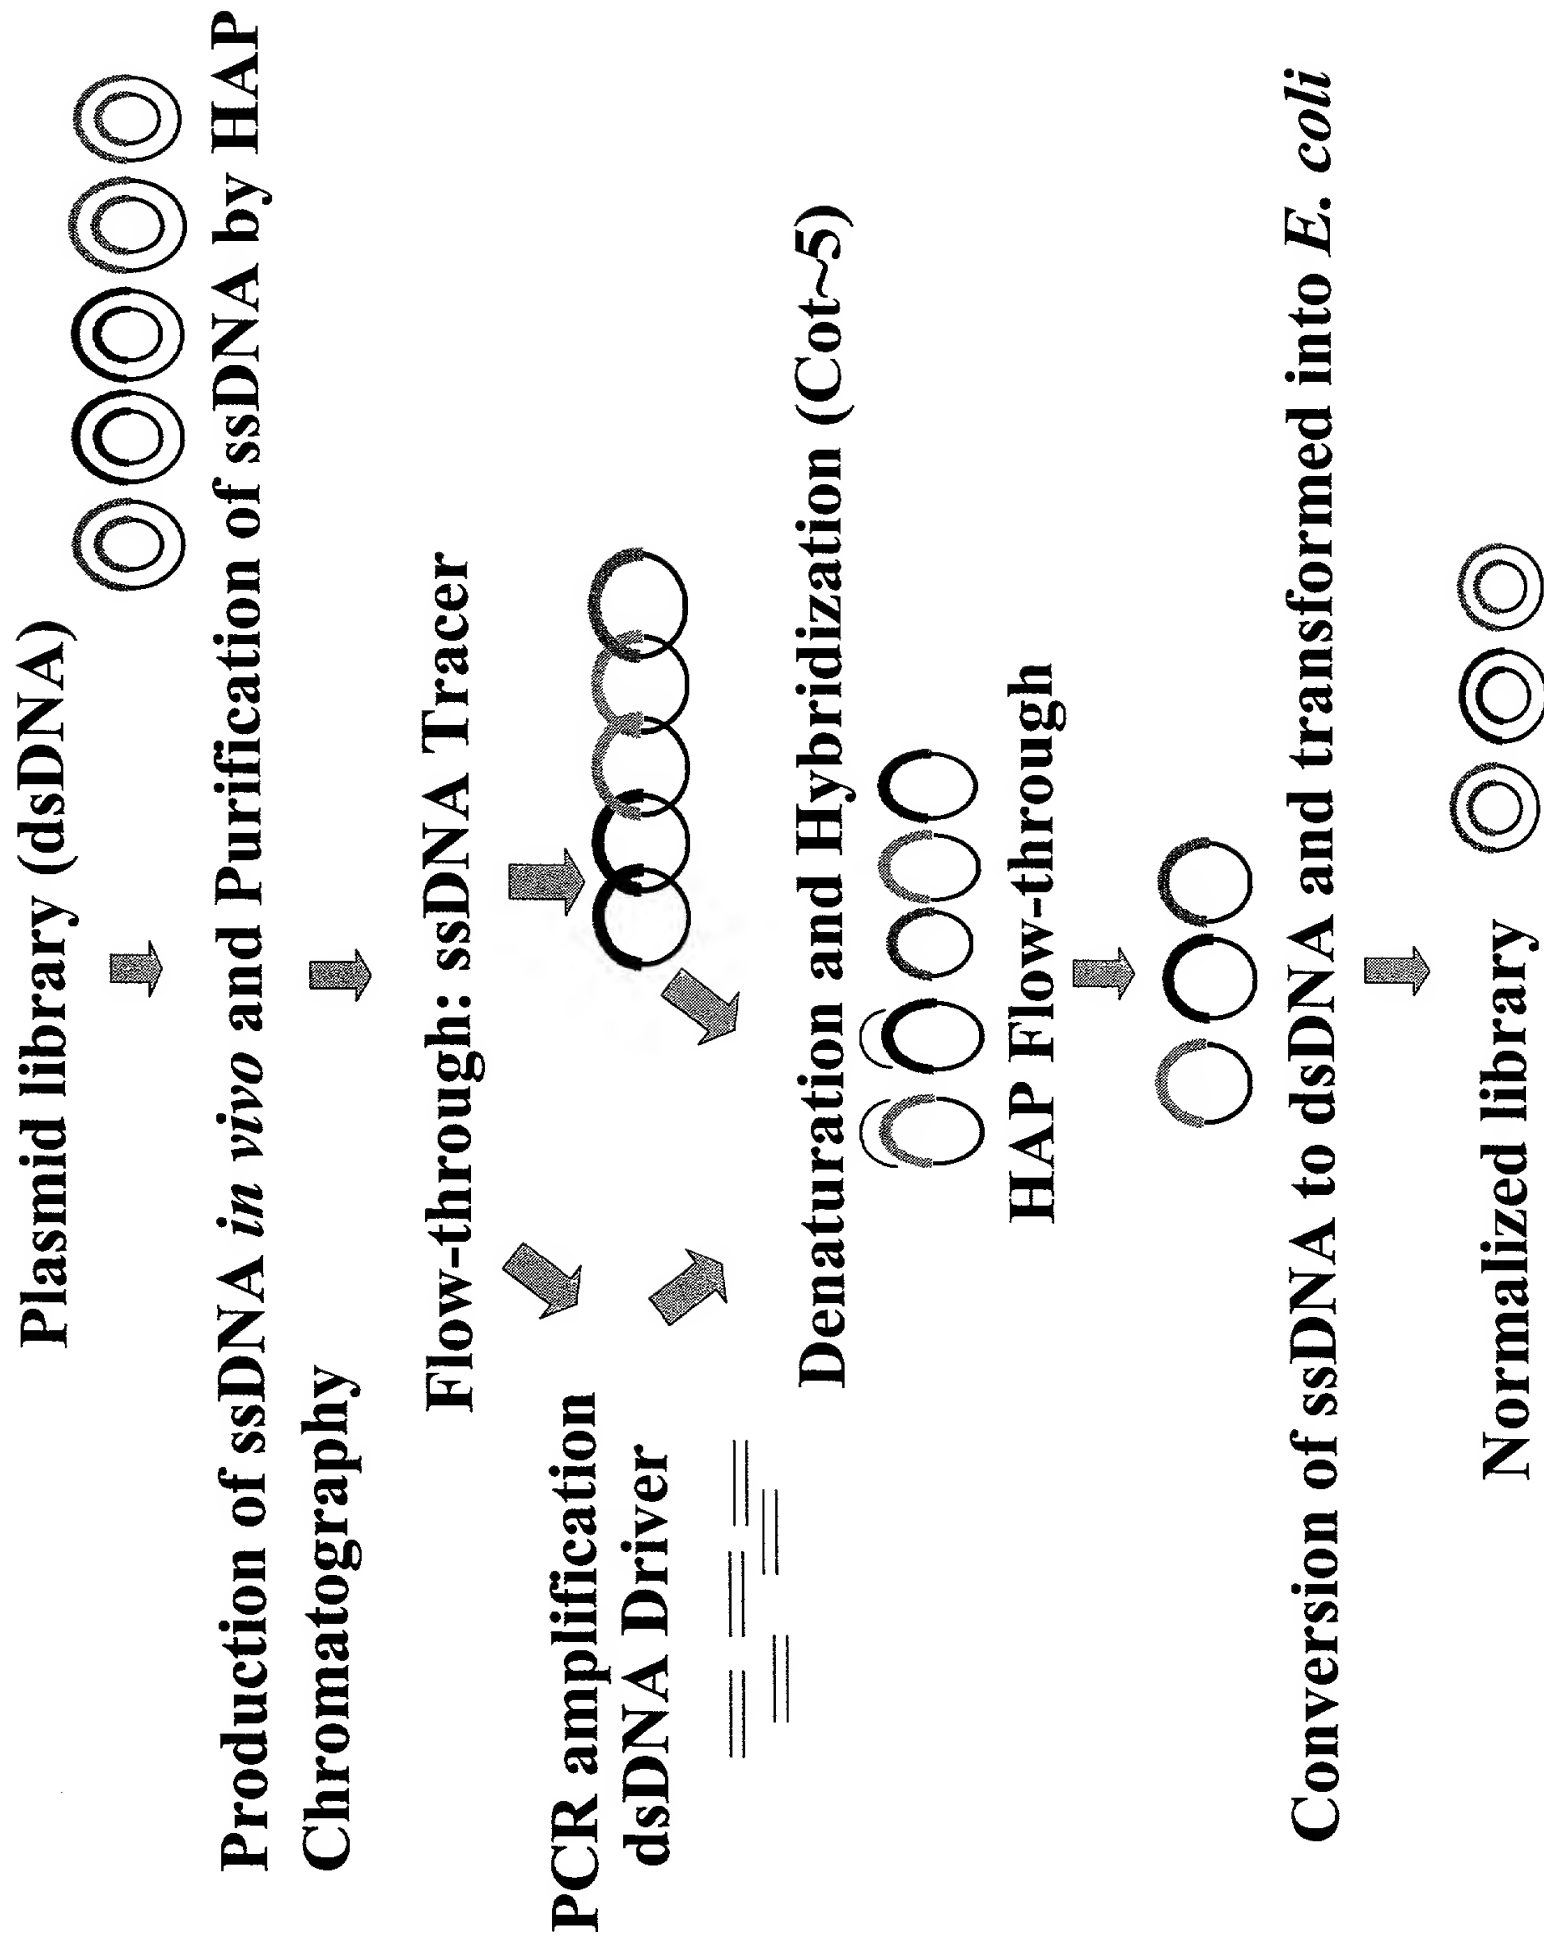 Plasmid library (dsDNA)
Production of ssDNA in vivo and Purification of ssDNA by HAP
Chromatography
Flow-through: ssDNA Tracer
PCR amplification
dsDNA Driver
Denaturation and Hybridization (Cot~5)
HAP Flow-through
Conversion of ssDNA to dsDNA and transformed into E. coli
Normalized library